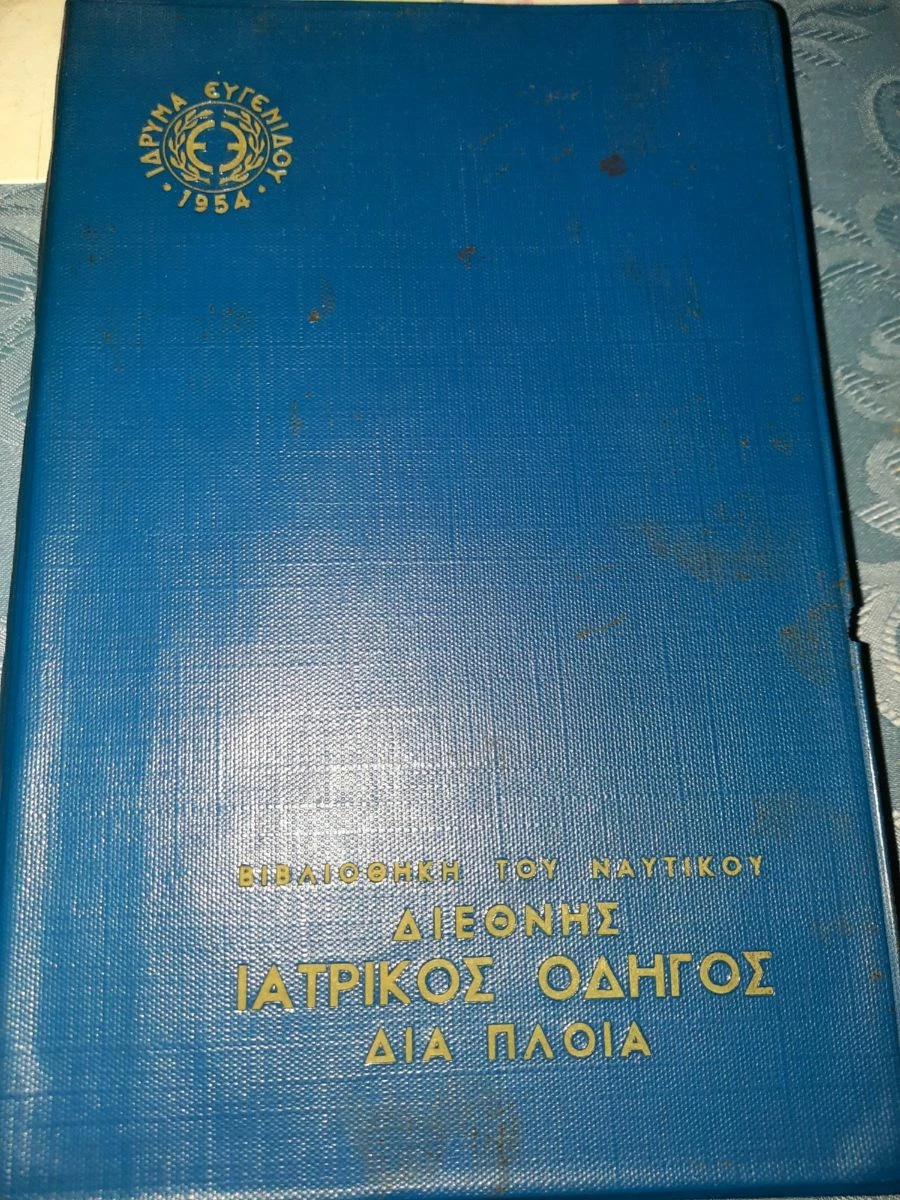 ΙΔΡΥΜΑ ΕΥΓΕΝΙΔΟΥ
· 1954 ·
ΒΙΒΛΙΟΘΗΚΗ ΤΟΥ ΝΑΥΤΙΚΟΥ
ΔΙΕΘΝΗΣ
ΙΑΤΡΙΚΟΣ ΟΔΗΓΟΣ
ΔΙΑ ΠΛΟΙΑ